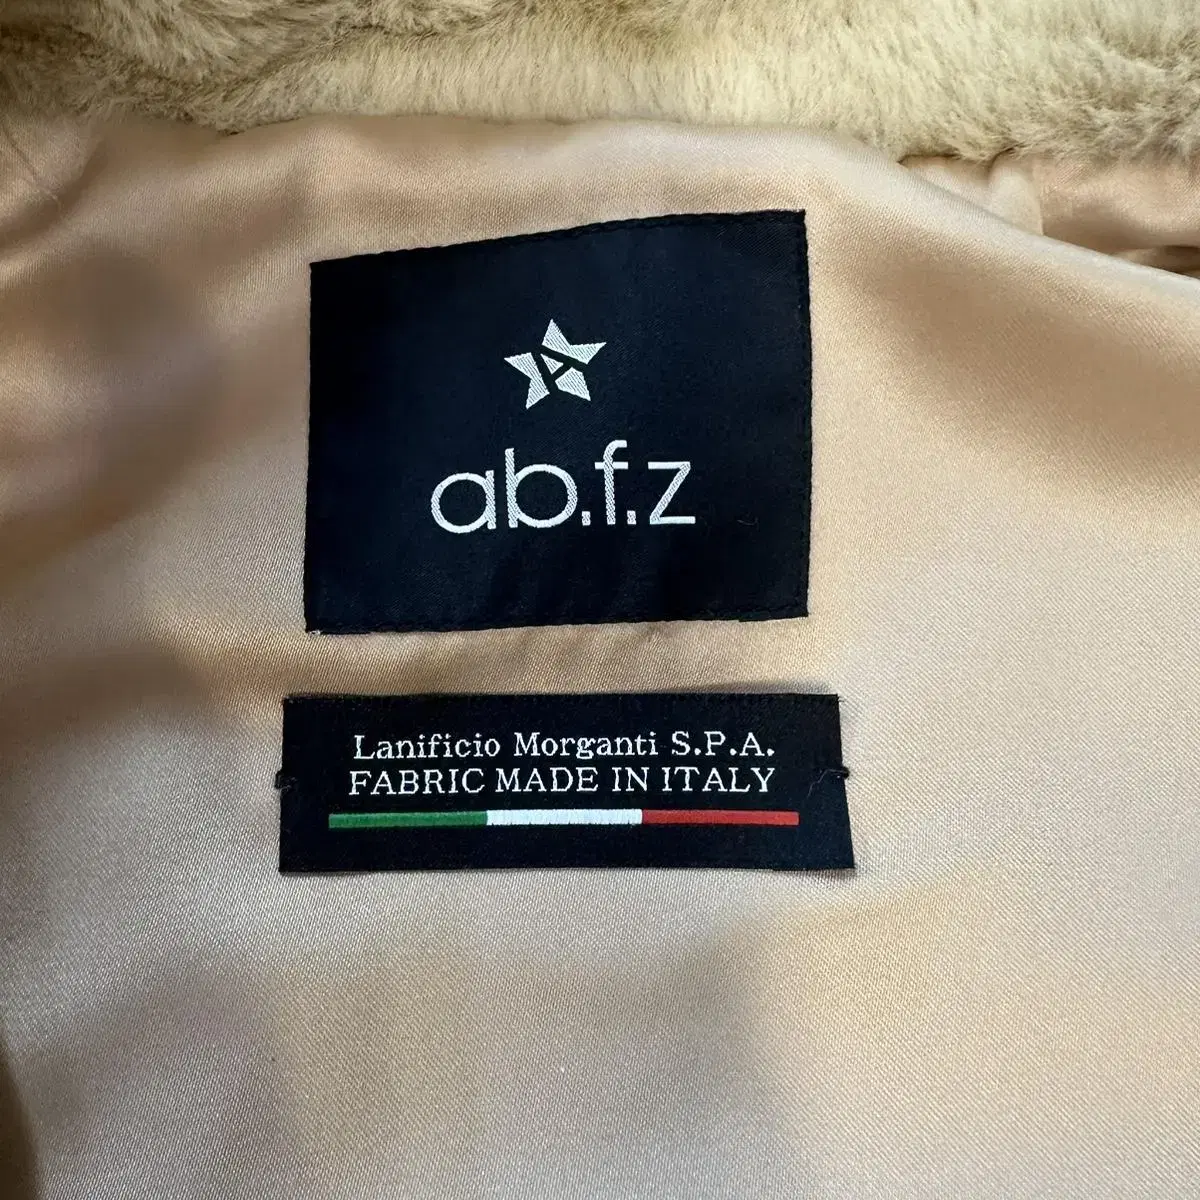 A
ab.f.z
Lanificio Morganti S.P.A.
FABRIC MADE IN ITALY